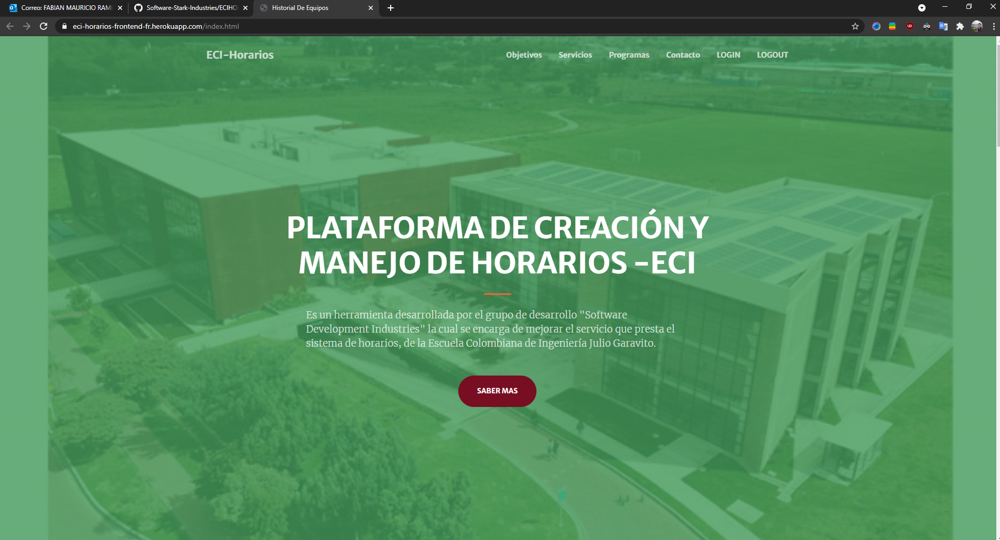 Correo: FABIAN MAURICIO RAMI
Software-Stark-Industries/ECIHO
Historial De Equipos
eci-horarios-frontend-fr.herokuapp.com/index.html
ECI-Horarios
Objetivos
Servicios
Programas
Contacto
LOGIN
LOGOUT
PLATAFORMA DE CREACIÓN Y
MANEJO DE HORARIOS -ECI
Es un herramienta desarrollada por el grupo de desarrollo "Software
Development Industries" la cual se encarga de mejorar el servicio que presta el
sistema de horarios, de la Escuela Colombiana de Ingeniería Julio Garavito.
SABER MAS